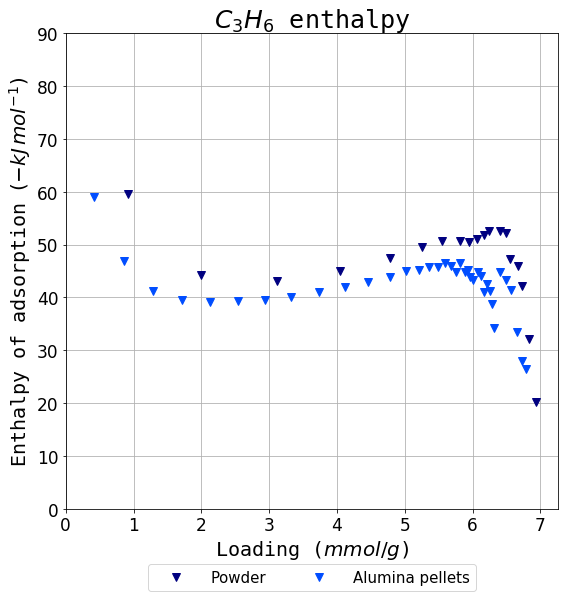 C₃H₆ enthalpy
Enthalpy of adsorption (−kJ mol⁻¹)
90
80
70
60
50
40
30
20
10
0
0 1 2 3 4 5 6 7
Loading (mmol/g)
Powder Alumina pellets